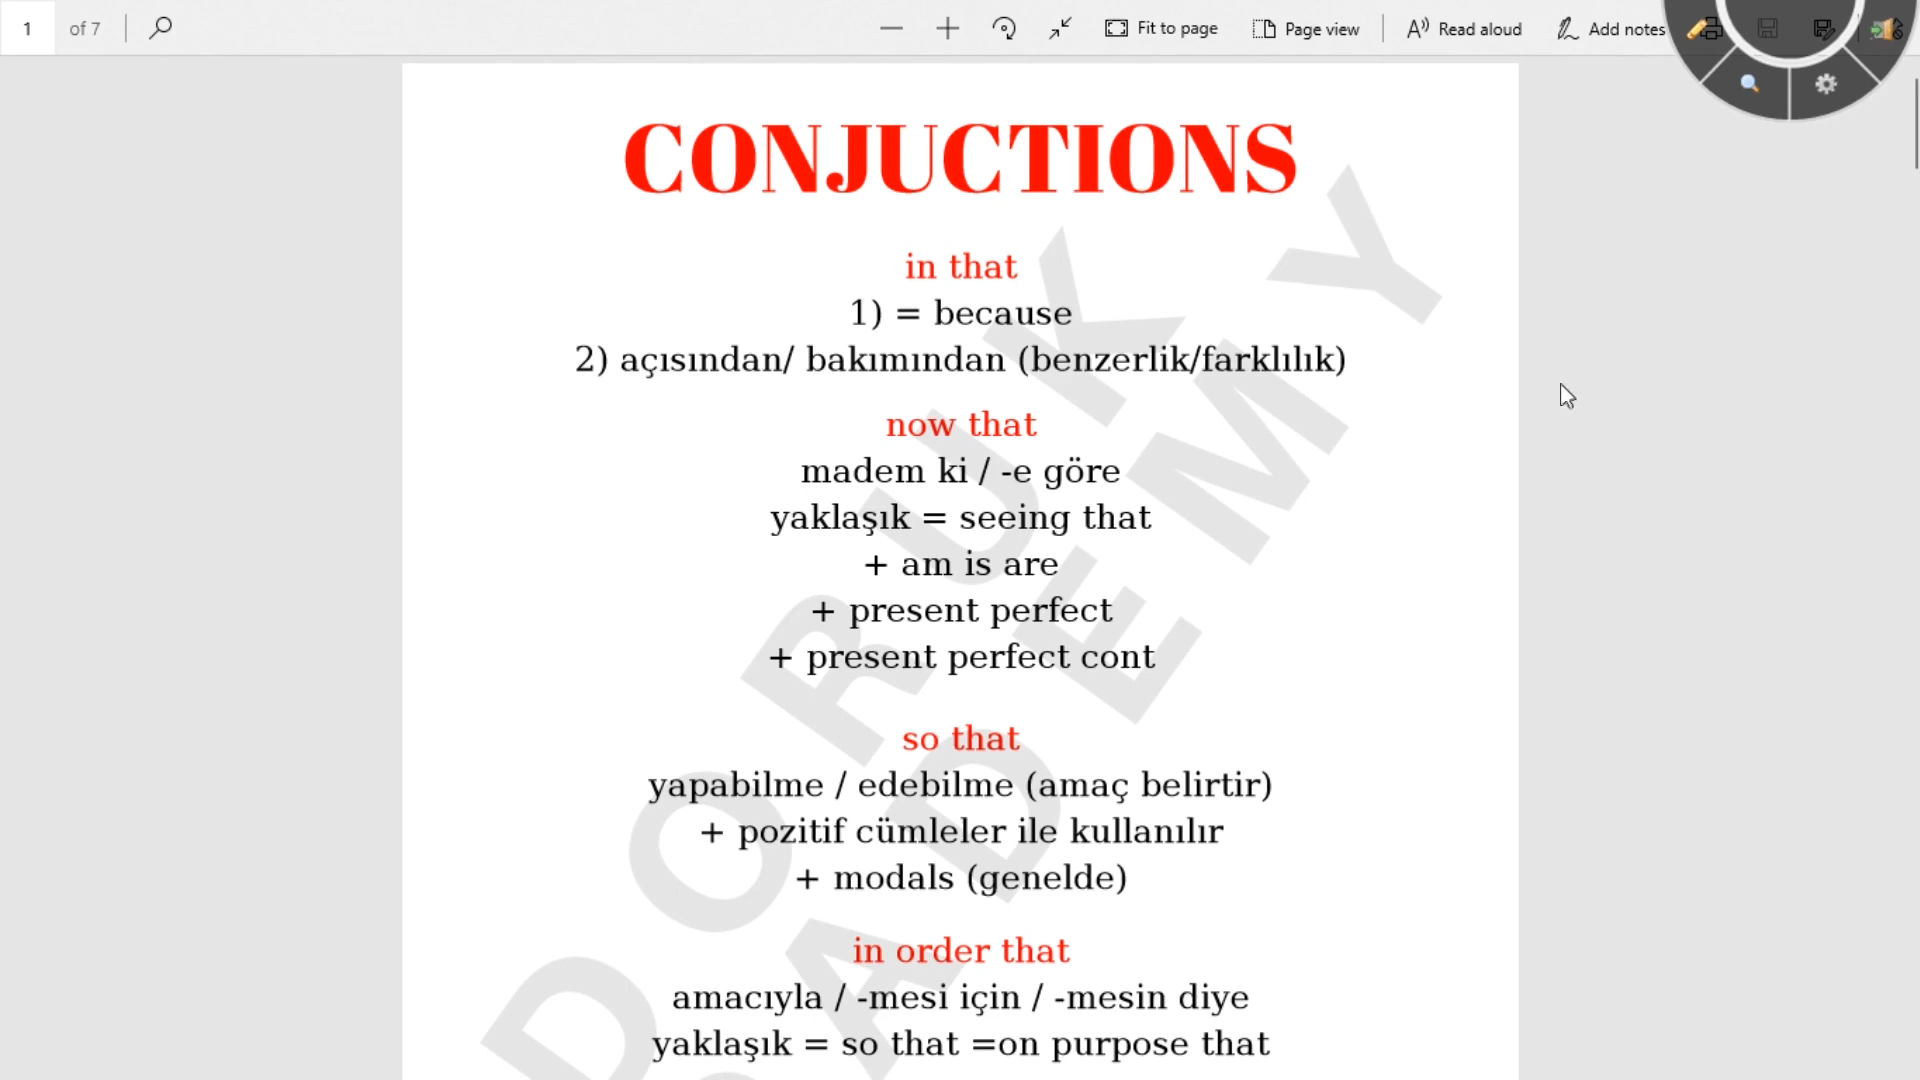 1 of 7 Fit to page Page view Read aloud Add notes
CONJUCTIONS
in that
1) = because
2) açısından/ bakımından (benzerlik/farklılık)
now that
madem ki / -e göre
yaklaşık = seeing that
+ am is are
+ present perfect
+ present perfect cont
so that
yapabilme / edebilme (amaç belirtir)
+ pozitif cümleler ile kullanılır
+ modals (genelde)
in order that
amacıyla / -mesi için / -mesin diye
yaklaşık = so that =on purpose that
DORUK
ADEMY